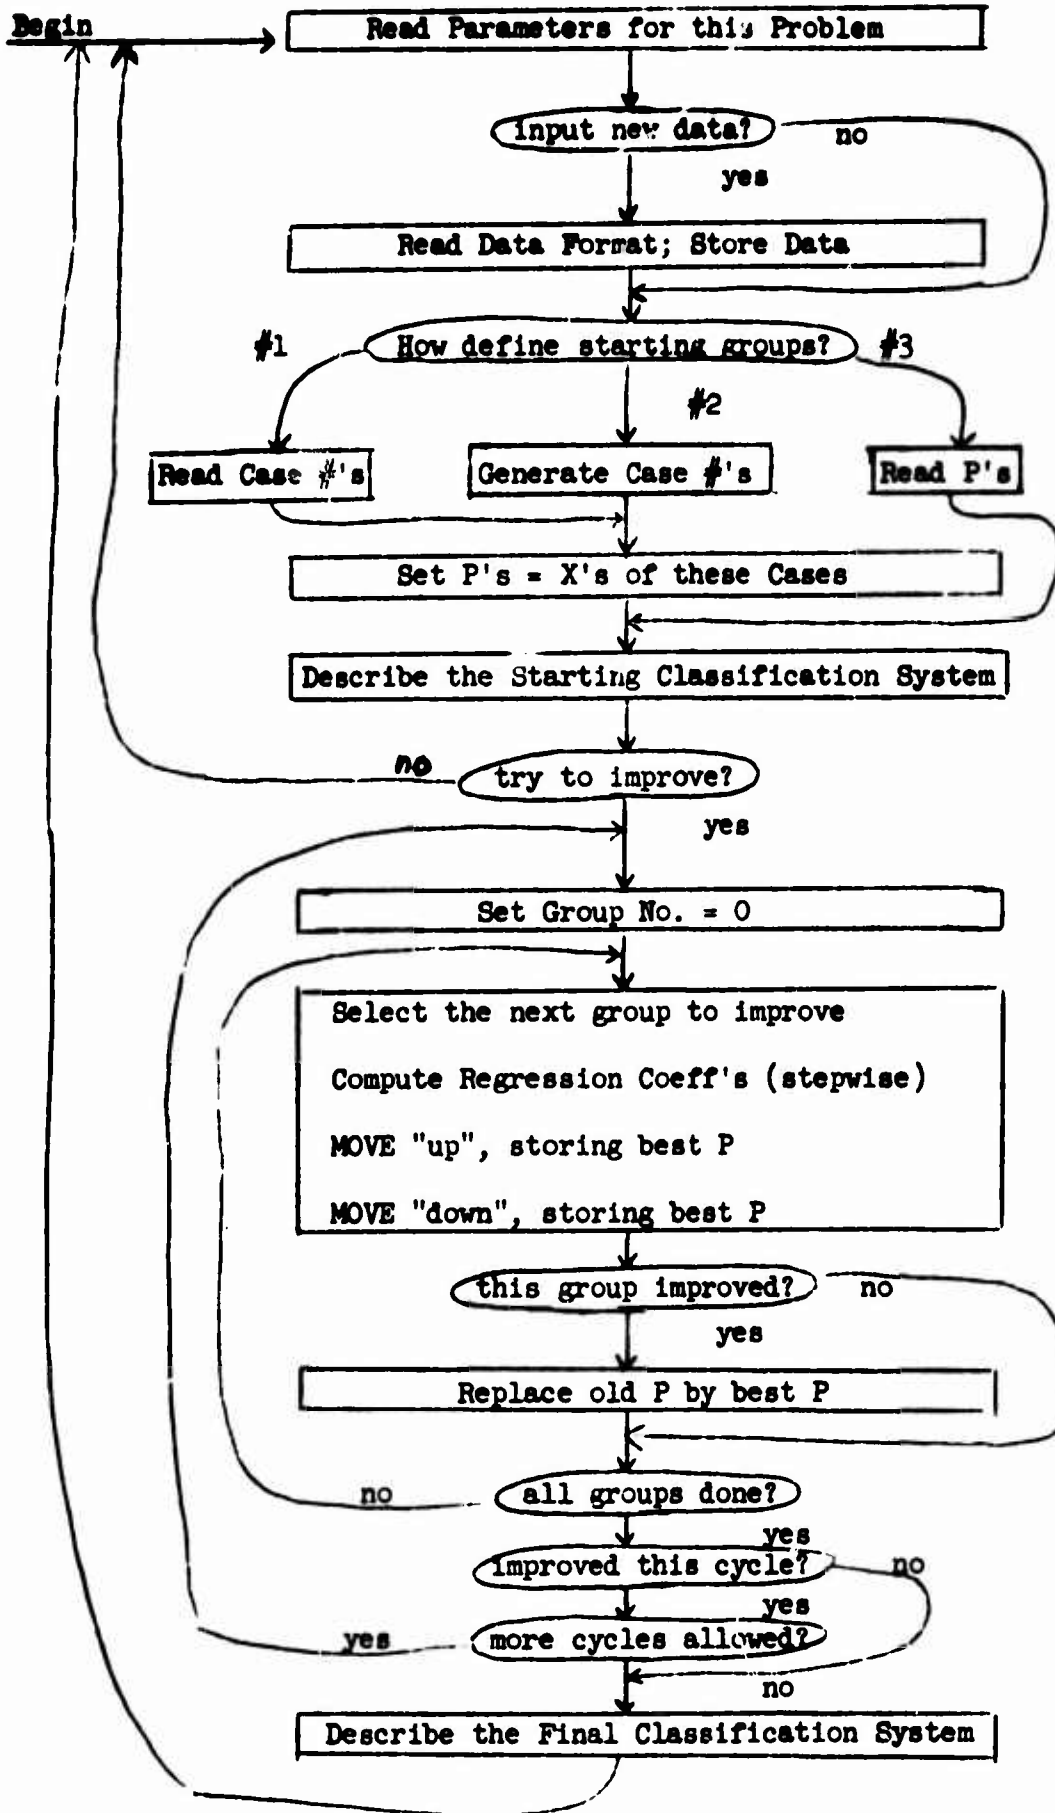 Begin
Read Parameters for this Problem
input new data?
no
yes
Read Data Format; Store Data
#1
How define starting groups?
#3
#2
Read Case #'s
Generate Case #'s
Read P's
Set P's = X's of these Cases
Describe the Starting Classification System
no
try to improve?
yes
Set Group No. = 0
Select the next group to improve
Compute Regression Coeff's (stepwise)
MOVE "up", storing best P
MOVE "down", storing best P
this group improved?
no
yes
Replace old P by best P
no
all groups done?
yes
improved this cycle?
no
yes
yes
more cycles allowed?
no
Describe the Final Classification System